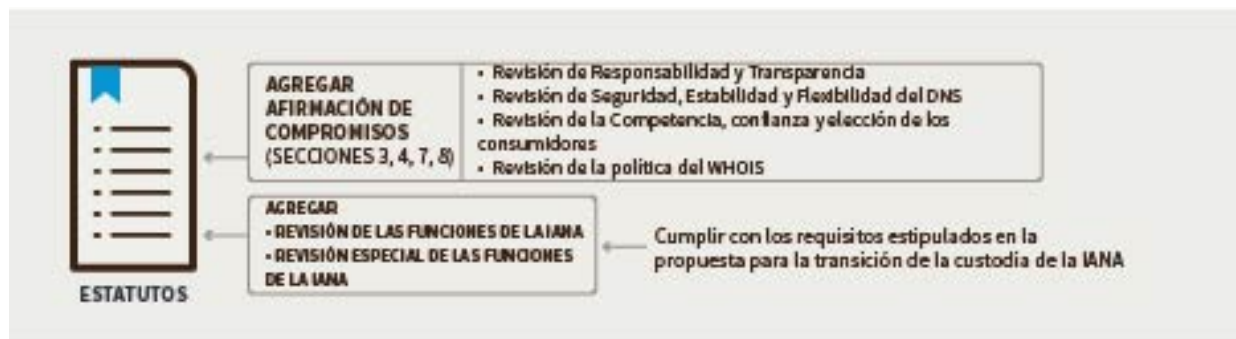 AGREGAR
AFIRMACIÓN DE
COMPROMISOS
(SECCIONES 3, 4, 7, 8)
• Revisión de Responsabilidad y Transparencia
• Revisión de Seguridad, Estabilidad y Flexibilidad del DNS
• Revisión de la Competencia, confianza y elección de los
consumidores
• Revisión de la política del WHOIS
AGREGAR
• REVISIÓN DE LAS FUNCIONES DE LA IANA
• REVISIÓN ESPECIAL DE LAS FUNCIONES
DE LA IANA
Cumplir con los requisitos estipulados en la
propuesta para la transición de la custodia de la IANA
ESTATUTOS